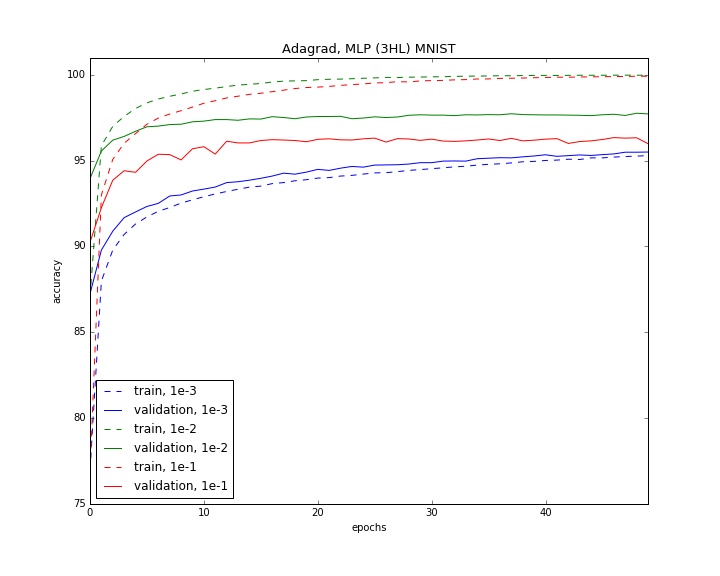 Adagrad, MLP (3HL) MNIST
100
95
90
85
80
75
accuracy
train, 1e-3
validation, 1e-3
train, 1e-2
validation, 1e-2
train, 1e-1
validation, 1e-1
0 10 20 30 40
epochs